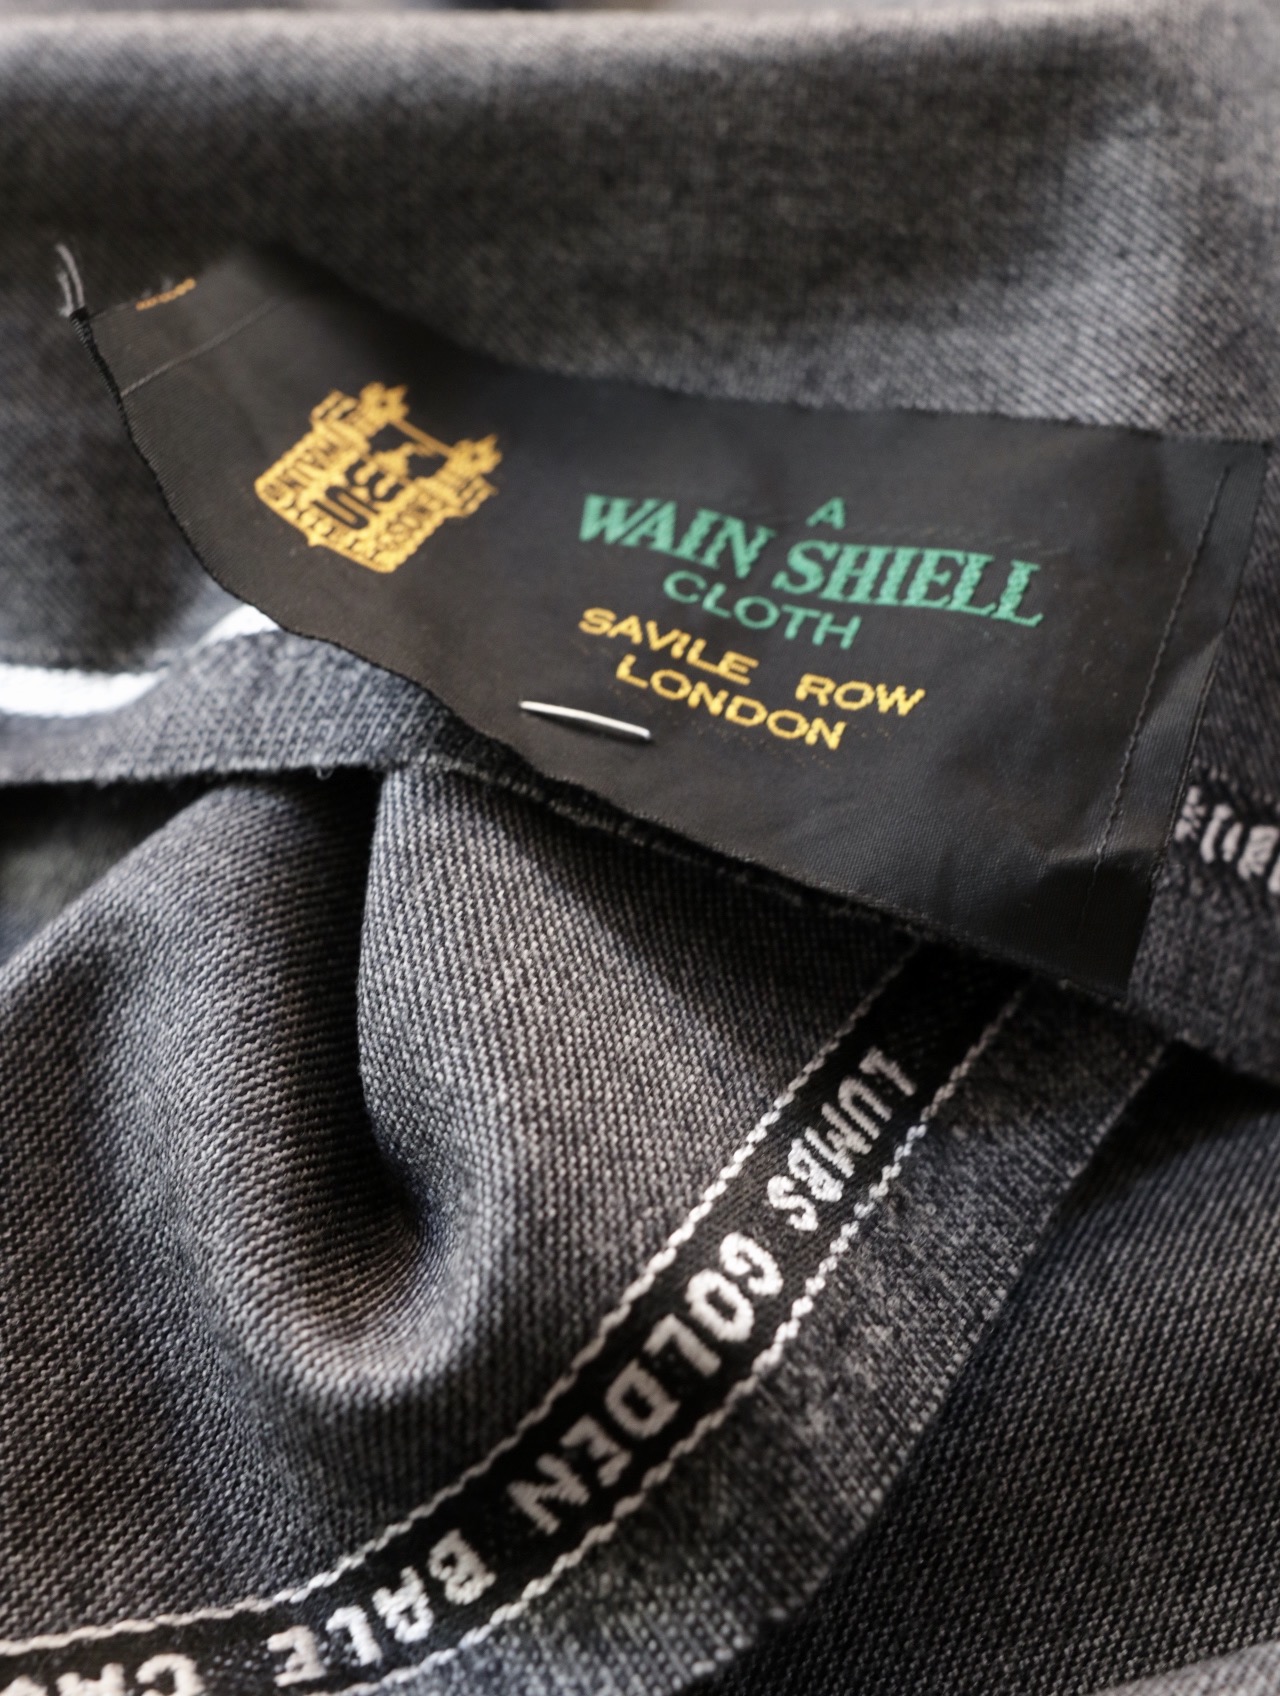 A
WAIN SHIELL
CLOTH
SAVILE ROW
LONDON
LUMBS GOLDEN BALE